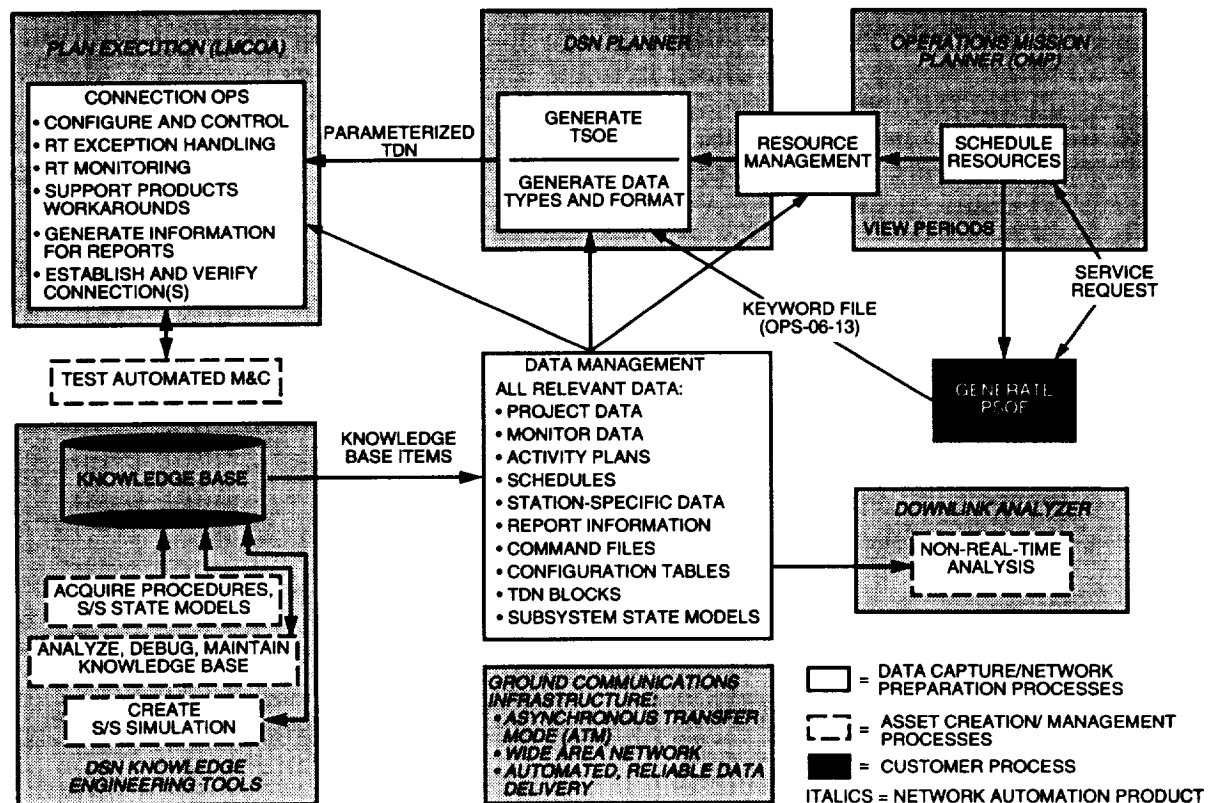 PLAN EXECUTION (LMCOA)
CONNECTION OPS
• CONFIGURE AND CONTROL
• RT EXCEPTION HANDLING
• RT MONITORING
• SUPPORT PRODUCTS
WORKAROUNDS
• GENERATE INFORMATION
FOR REPORTS
• ESTABLISH AND VERIFY
CONNECTION(S)
TEST AUTOMATED M&C
PARAMETERIZED
TDN
DSN PLANNER
GENERATE
TSOE
GENERATE DATA
TYPES AND FORMAT
RESOURCE
MANAGEMENT
OPERATIONS MISSION
PLANNER (OMP)
SCHEDULE
RESOURCES
VIEW PERIODS
SERVICE
REQUEST
KEYWORD FILE
(OPS-06-13)
GENERATE
PSOE
KNOWLEDGE BASE
KNOWLEDGE
BASE ITEMS
ACQUIRE PROCEDURES,
S/S STATE MODELS
ANALYZE, DEBUG, MAINTAIN
KNOWLEDGE BASE
CREATE
S/S SIMULATION
DSN KNOWLEDGE
ENGINEERING TOOLS
DATA MANAGEMENT
ALL RELEVANT DATA:
• PROJECT DATA
• MONITOR DATA
• ACTIVITY PLANS
• SCHEDULES
• STATION-SPECIFIC DATA
• REPORT INFORMATION
• COMMAND FILES
• CONFIGURATION TABLES
• TDN BLOCKS
• SUBSYSTEM STATE MODELS
DOWNLINK ANALYZER
NON-REAL-TIME
ANALYSIS
GROUND COMMUNICATIONS
INFRASTRUCTURE:
• ASYNCHRONOUS TRANSFER
MODE (ATM)
• WIDE AREA NETWORK
• AUTOMATED, RELIABLE DATA
DELIVERY
= DATA CAPTURE/NETWORK
PREPARATION PROCESSES
= ASSET CREATION/ MANAGEMENT
PROCESSES
= CUSTOMER PROCESS
ITALICS = NETWORK AUTOMATION PRODUCT